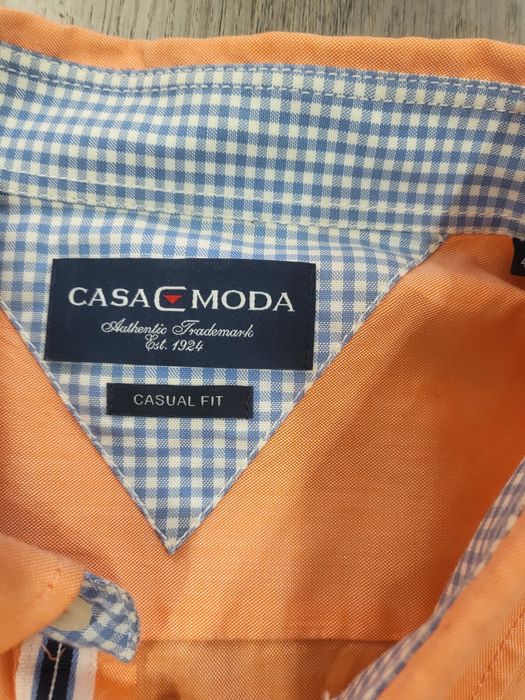 CASA MODA
Authentic Trademark
Est. 1924
CASUAL FIT